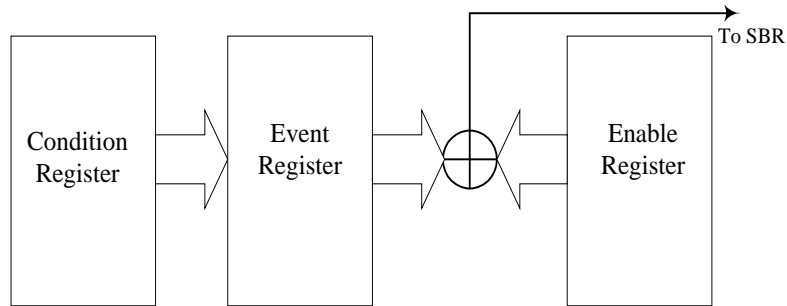 To SBR
Condition
Register
Event
Register
Enable
Register